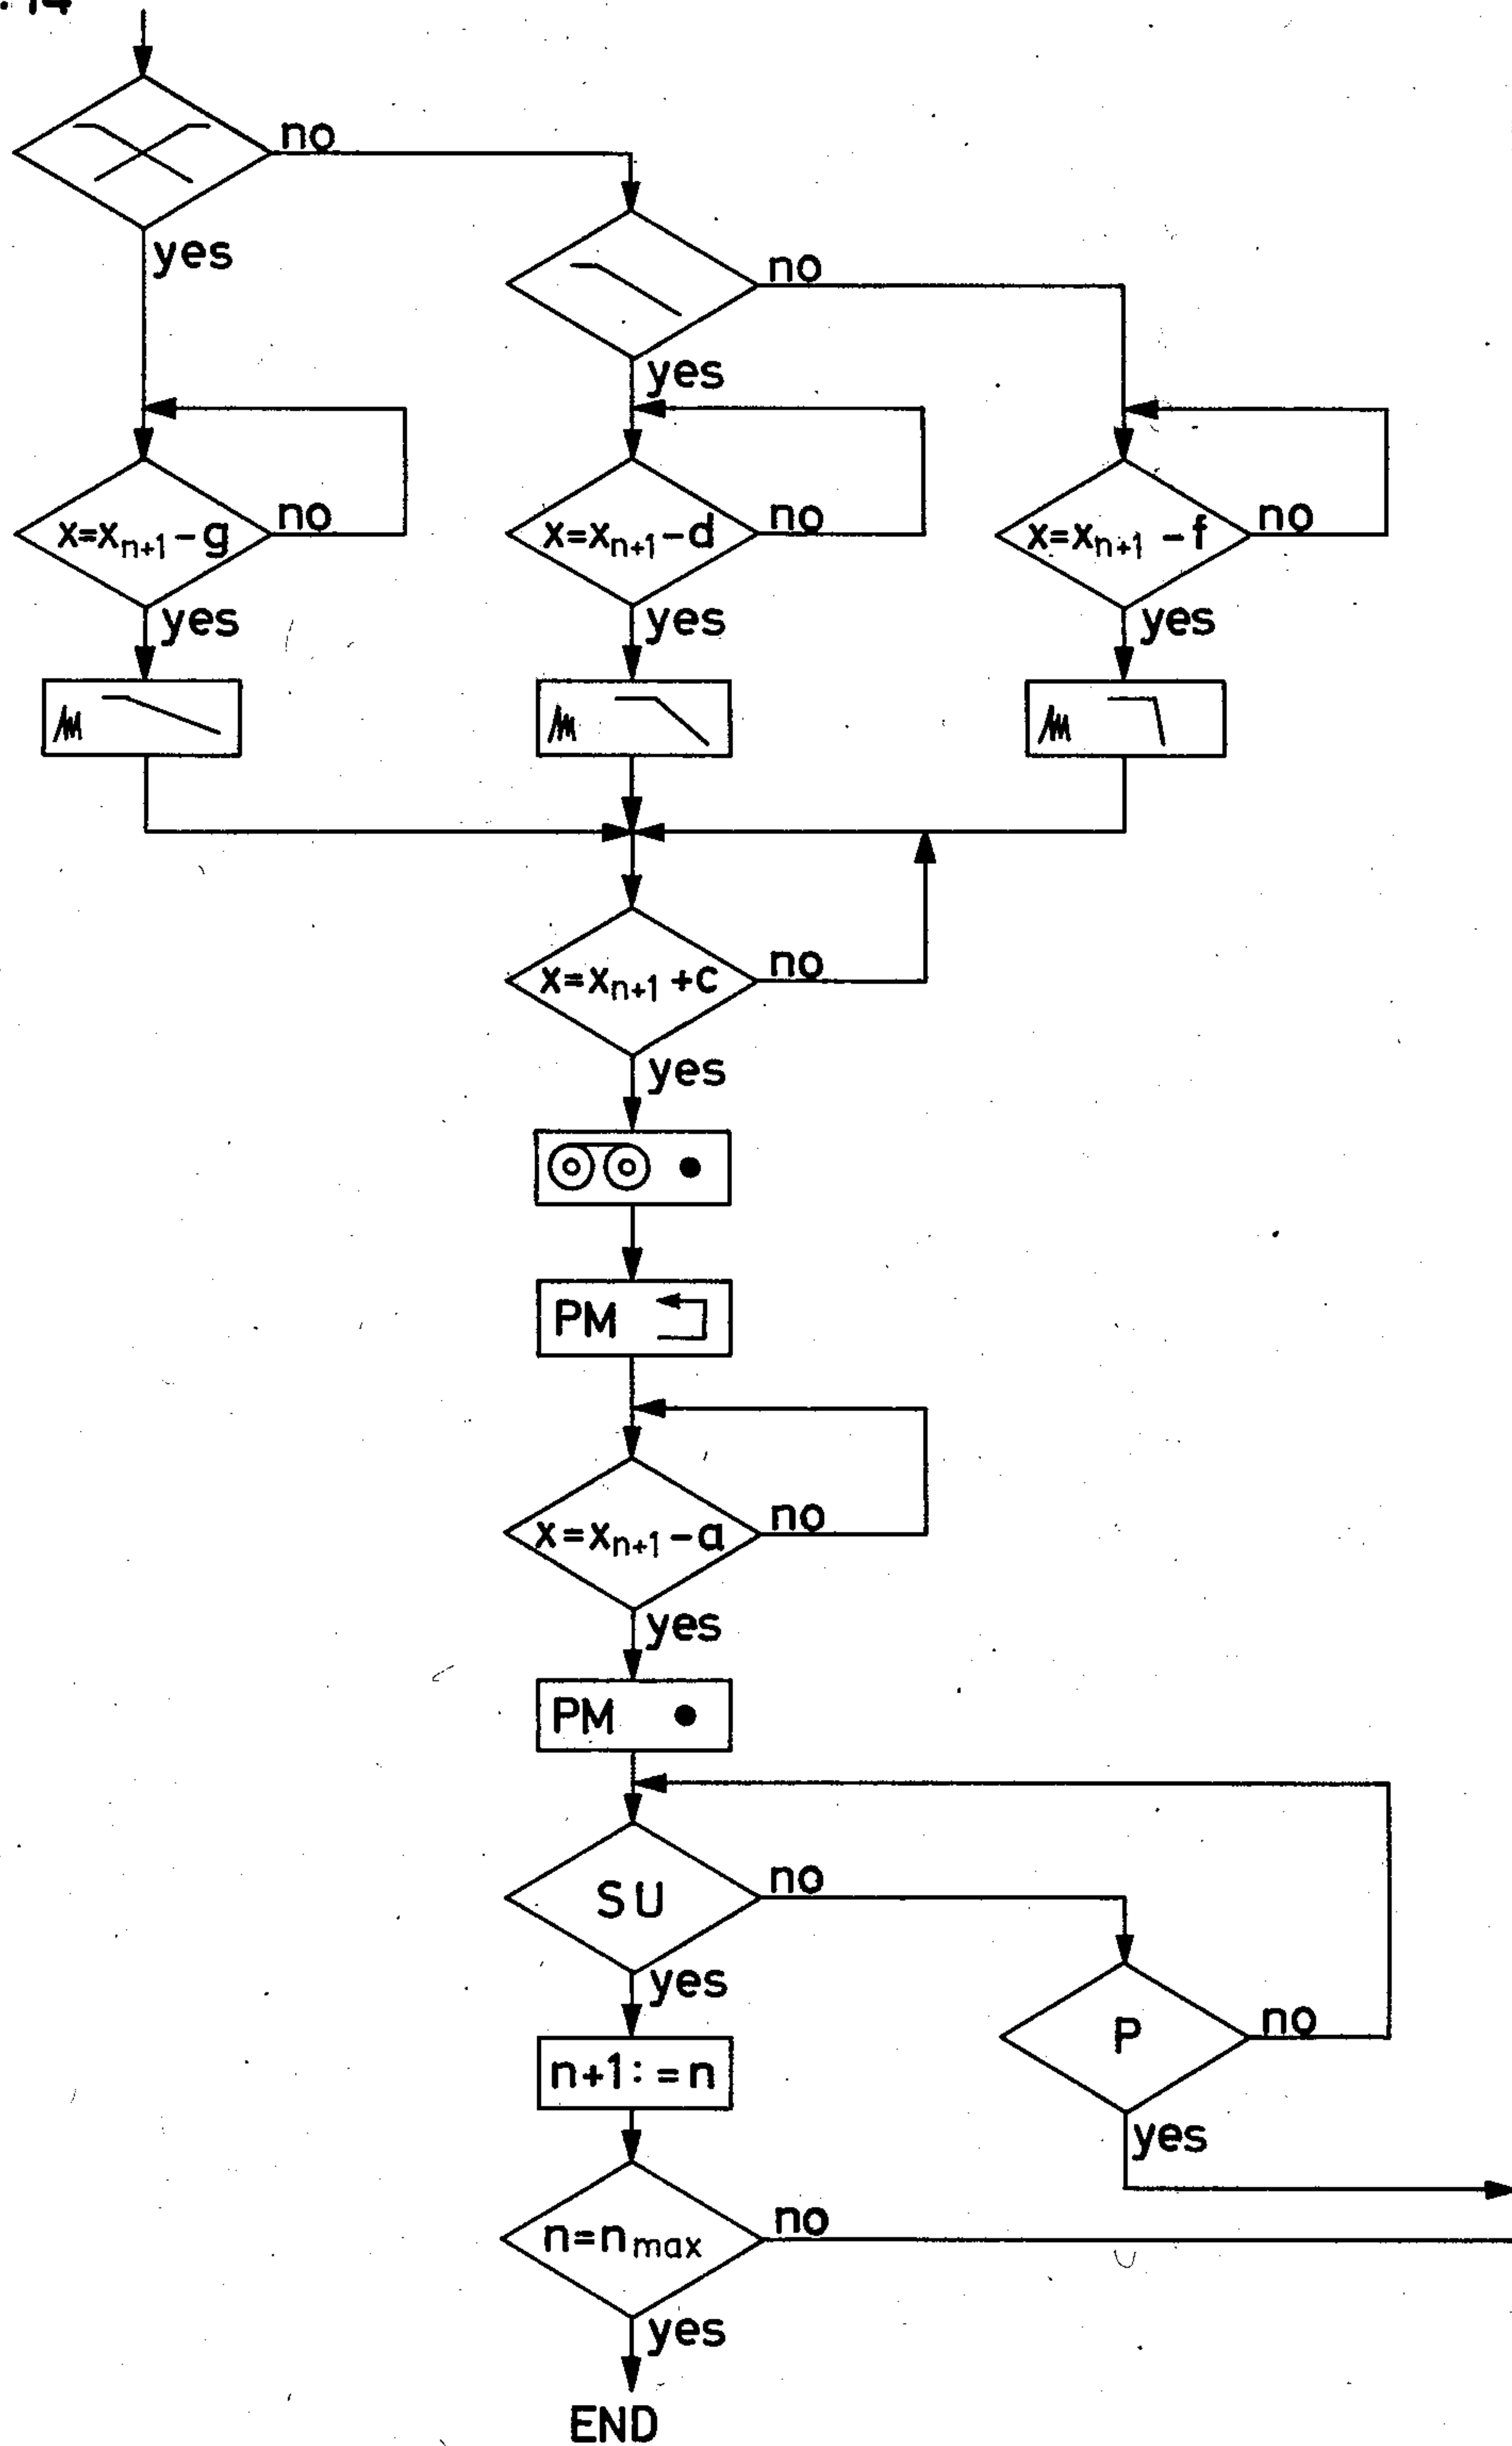 no
yes
no
yes
x=xn+1-g
no
x=xn+1-d
no
x=xn+1-f
no
yes
yes
yes
x=xn+1+c
no
yes
PM
x=xn+1-a
no
yes
PM
SU
no
yes
P
no
n+1:=n
yes
n=nmax
no
yes
END